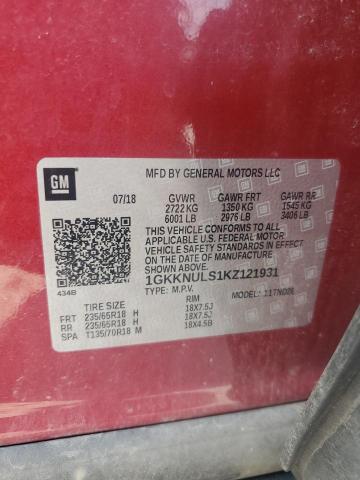 GM
MFD BY GENERAL MOTORS LLC
07/18 GVWR GAWR FRT GAWR RR
2722 KG 1350 KG 1545 KG
6001 LB 2976 LB 3406 LB
THIS VEHICLE CONFORMS TO ALL APPLICABLE U.S. FEDERAL MOTOR
VEHICLE SAFETY STANDARDS IN EFFECT ON THE DATE OF
MANUFACTURE SHOWN ABOVE.
1GKKNULS1KZ121931
434B TYPE: M.P.V. MODEL:
TIRE SIZE RIM
FRT 235/65R18 H 18X7.5J
RR 235/65R18 H 18X7.5J
SPA T135/70R18 M 18X4.5B